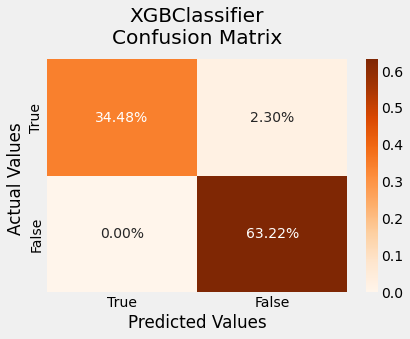 XGBClassifier
Confusion Matrix
Actual Values
True
False
34.48%
2.30%
0.00%
63.22%
True
False
Predicted Values
0.6
0.5
0.4
0.3
0.2
0.1
0.0